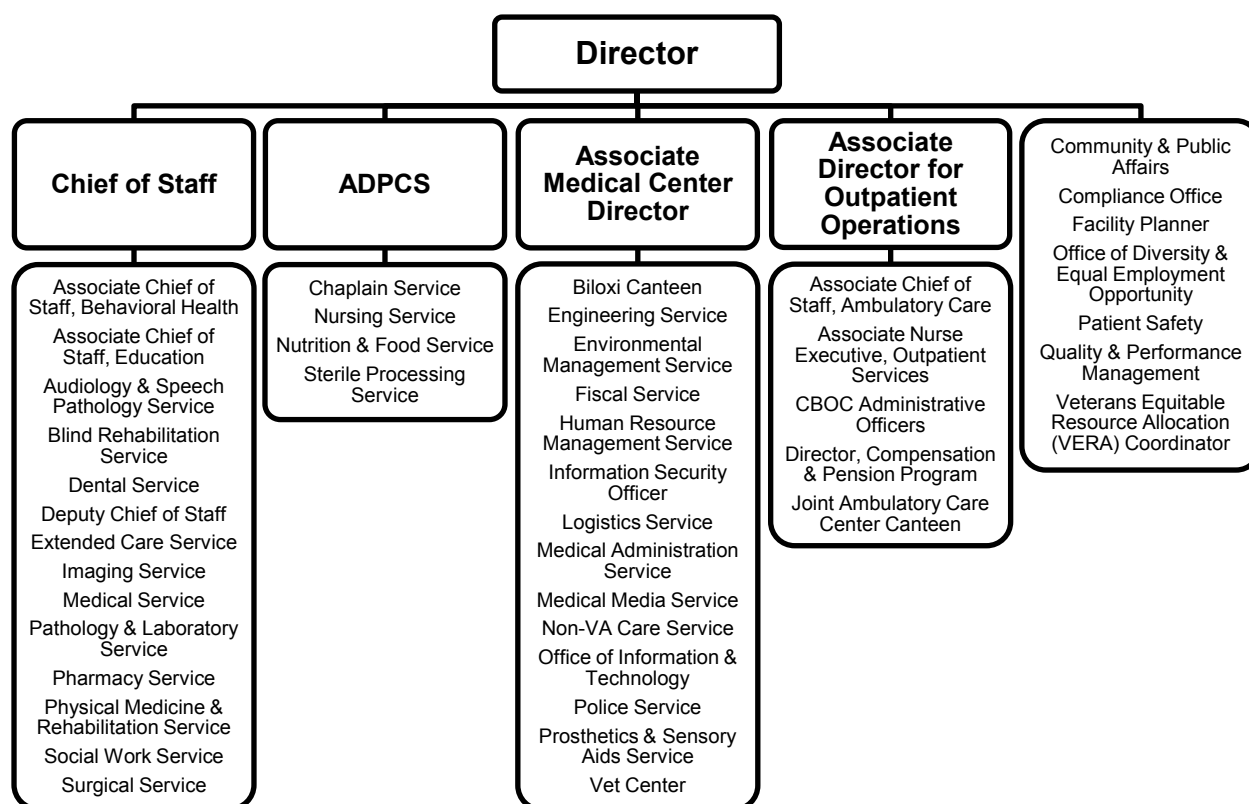 Director
Chief of Staff
ADPCS
Associate
Medical Center
Director
Associate
Director for
Outpatient
Operations
Community & Public
Affairs
Compliance Office
Facility Planner
Office of Diversity &
Equal Employment
Opportunity
Patient Safety
Quality & Performance
Management
Veterans Equitable
Resource Allocation
(VERA) Coordinator
Associate Chief of
Staff, Behavioral Health
Associate Chief of
Staff, Education
Audiology & Speech
Pathology Service
Blind Rehabilitation
Service
Dental Service
Deputy Chief of Staff
Extended Care Service
Imaging Service
Medical Service
Pathology & Laboratory
Service
Pharmacy Service
Physical Medicine &
Rehabilitation Service
Social Work Service
Surgical Service
Chaplain Service
Nursing Service
Nutrition & Food Service
Sterile Processing
Service
Biloxi Canteen
Engineering Service
Environmental
Management Service
Fiscal Service
Human Resource
Management Service
Information Security
Officer
Logistics Service
Medical Administration
Service
Medical Media Service
Non-VA Care Service
Office of Information &
Technology
Police Service
Prosthetics & Sensory
Aids Service
Vet Center
Associate Chief of
Staff, Ambulatory Care
Associate Nurse
Executive, Outpatient
Services
CBOC Administrative
Officers
Director, Compensation
& Pension Program
Joint Ambulatory Care
Center Canteen